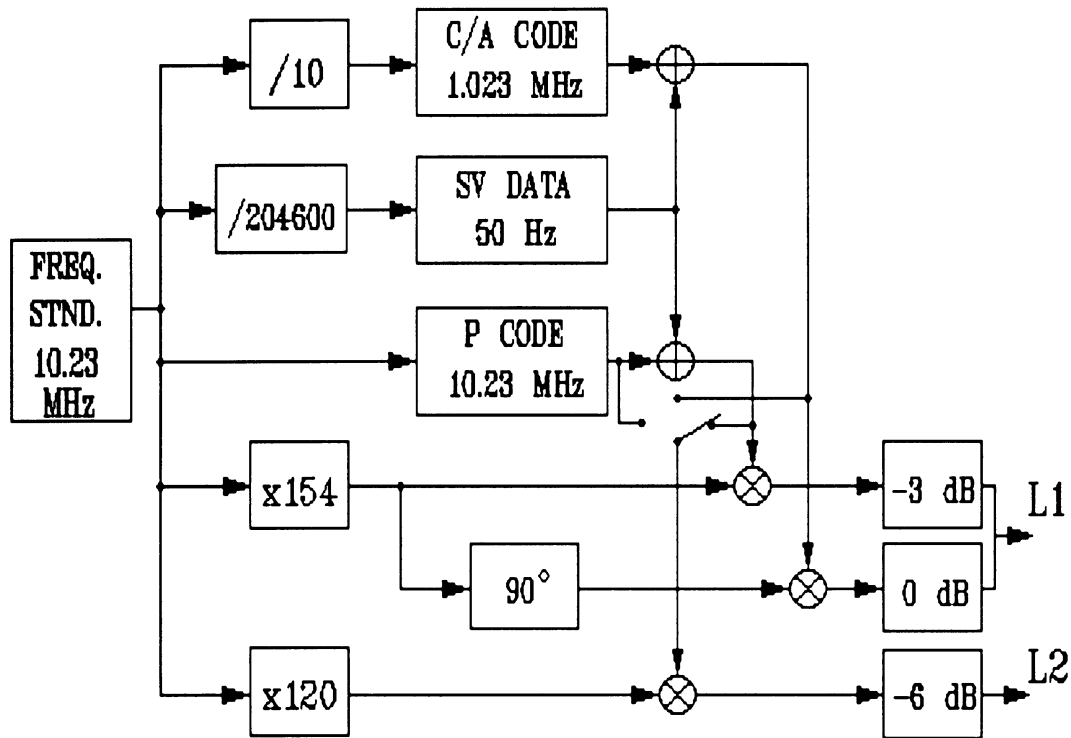 C/A CODE
1.023 MHz
/10
SV DATA
50 Hz
/204600
FREQ.
STND.
10.23
MHz
P CODE
10.23 MHz
x154
-3 dB
L1
90°
0 dB
x120
-6 dB
L2